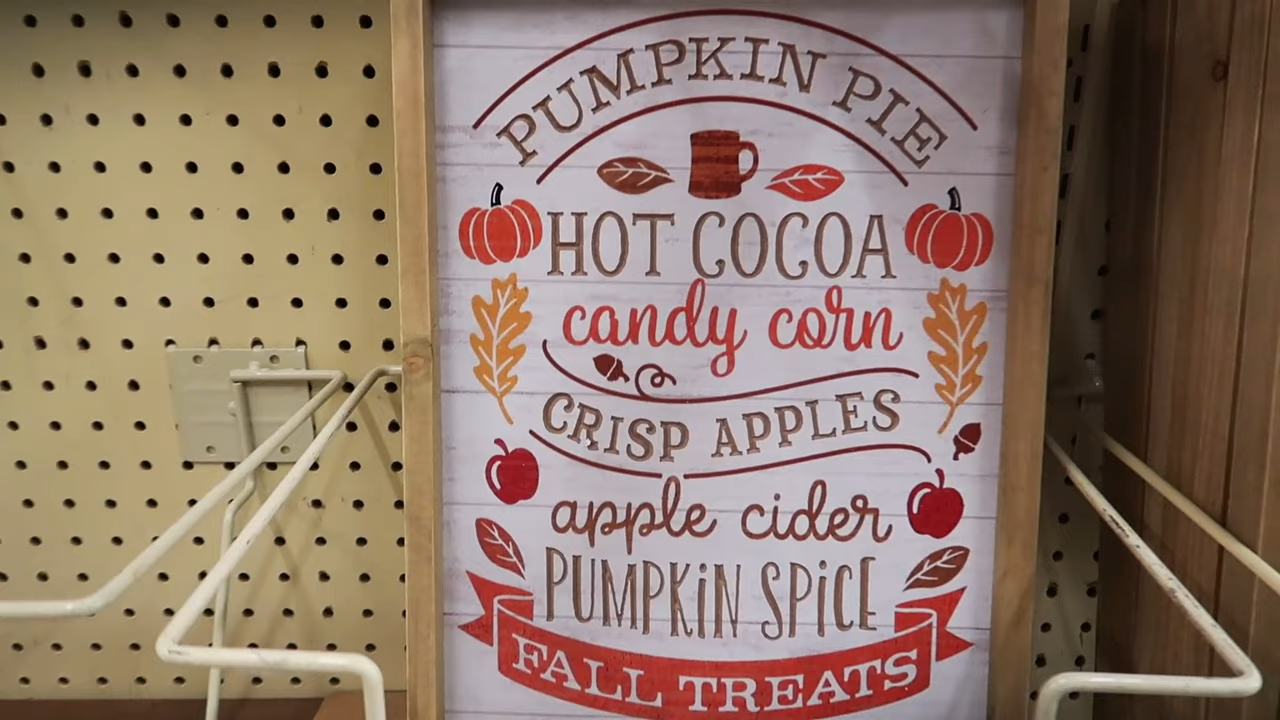 PUMPKIN PIE
HOT COCOA
candy corn
CRISP APPLES
apple cider
PUMPKiN SPiCE
FALL TREATS